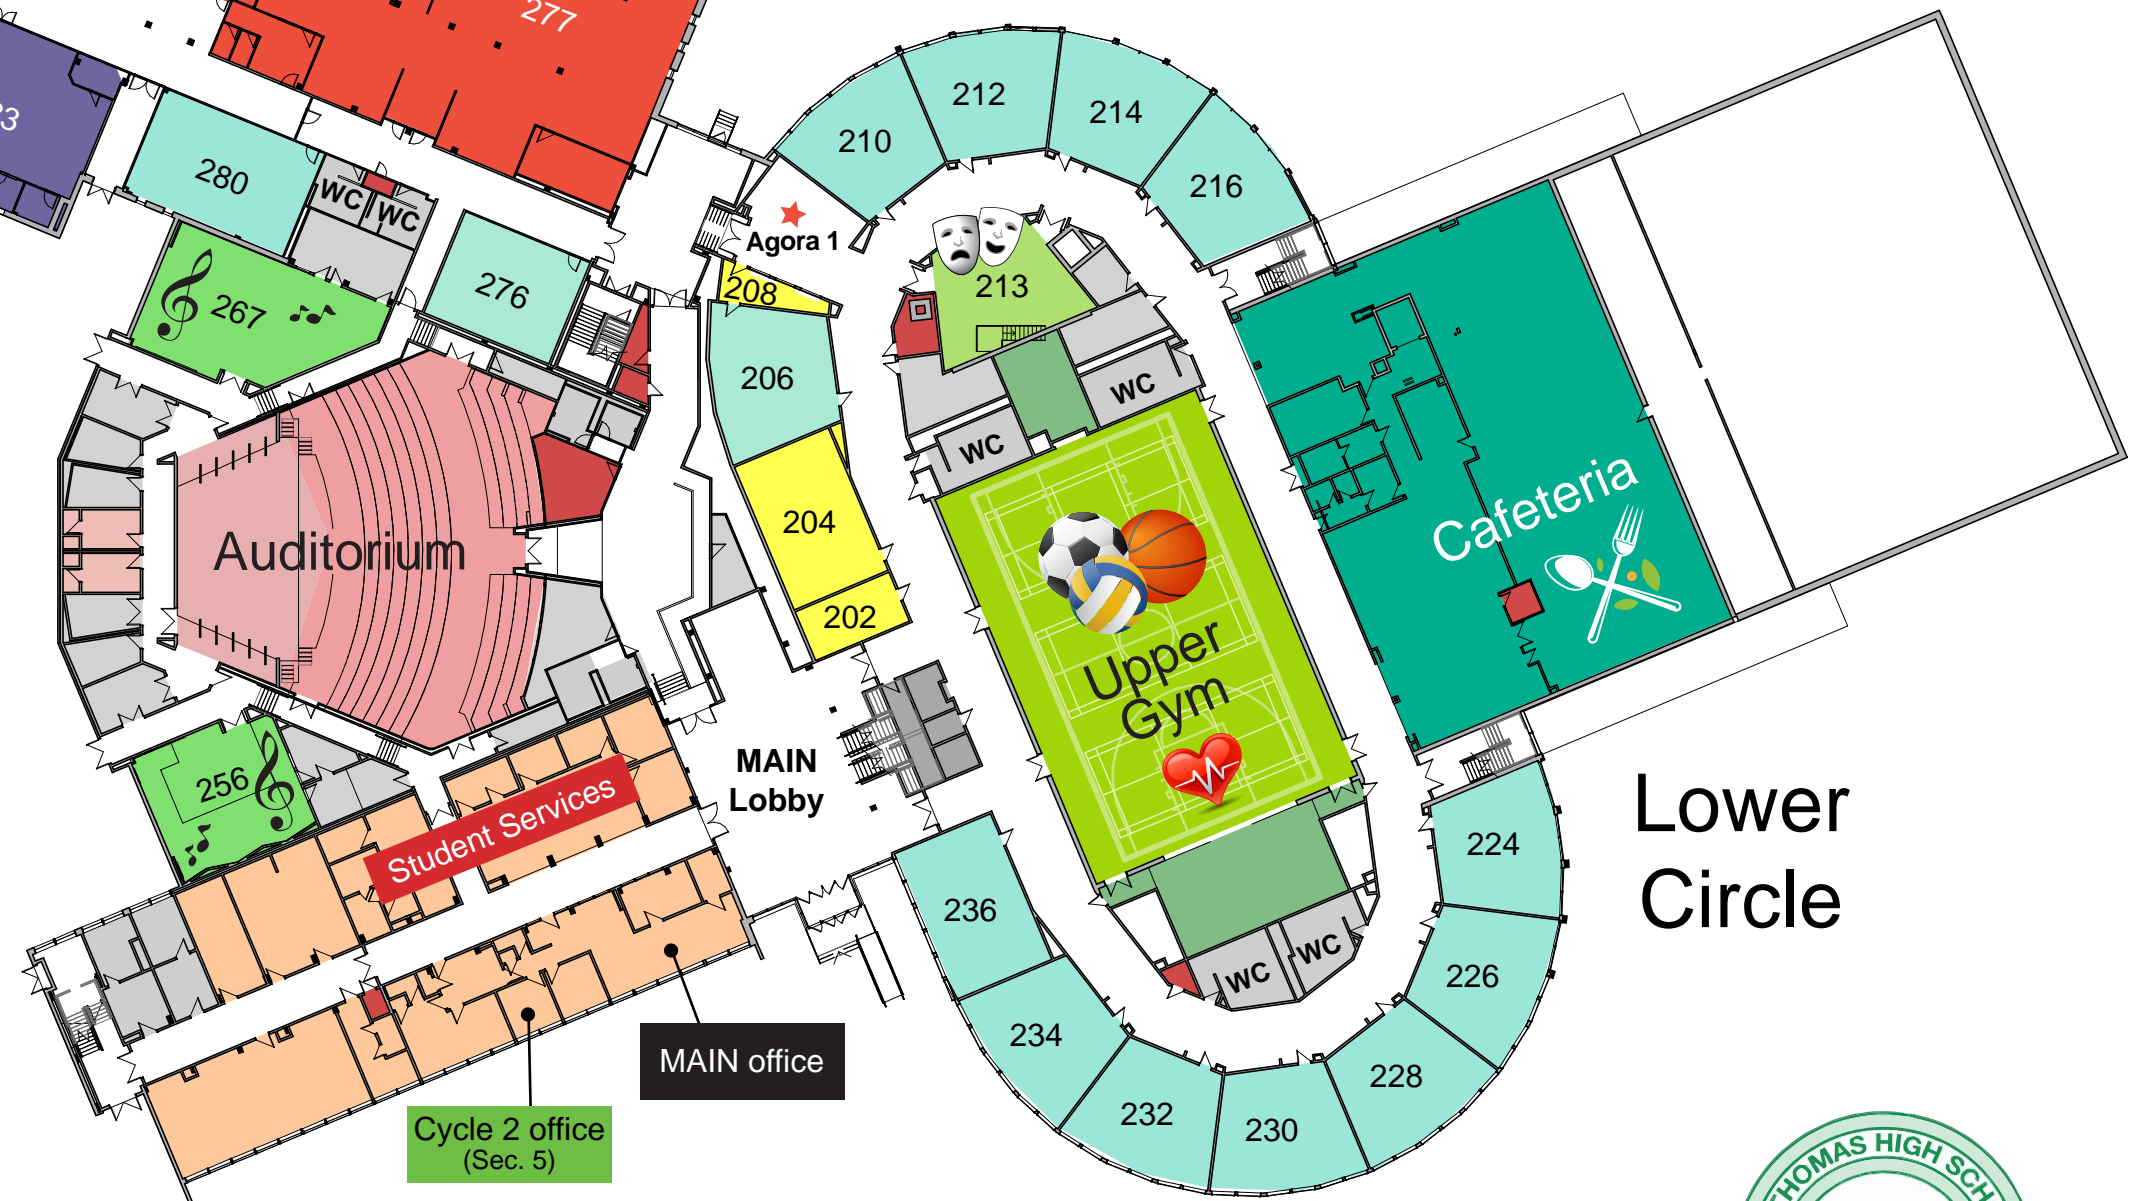 277
212
214
210
216
280
WC
WC
Agora 1
213
276
208
267
206
WC
WC
204
Auditorium
Cafeteria
202
Upper
Gym
MAIN
Lobby
256
Student Services
Lower
Circle
224
236
226
WC
WC
234
228
MAIN office
232
230
Cycle 2 office
(Sec. 5)
HIGH